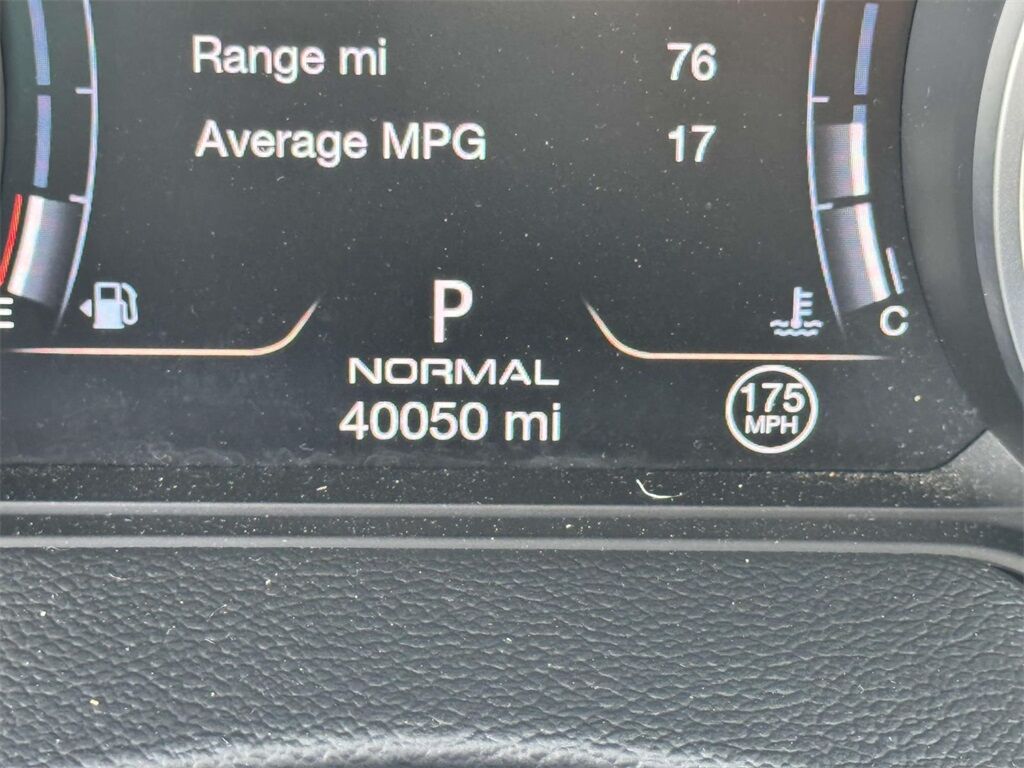 Range mi 76
Average MPG 17
E
P
C
NORMAL
175
MPH
40050 mi